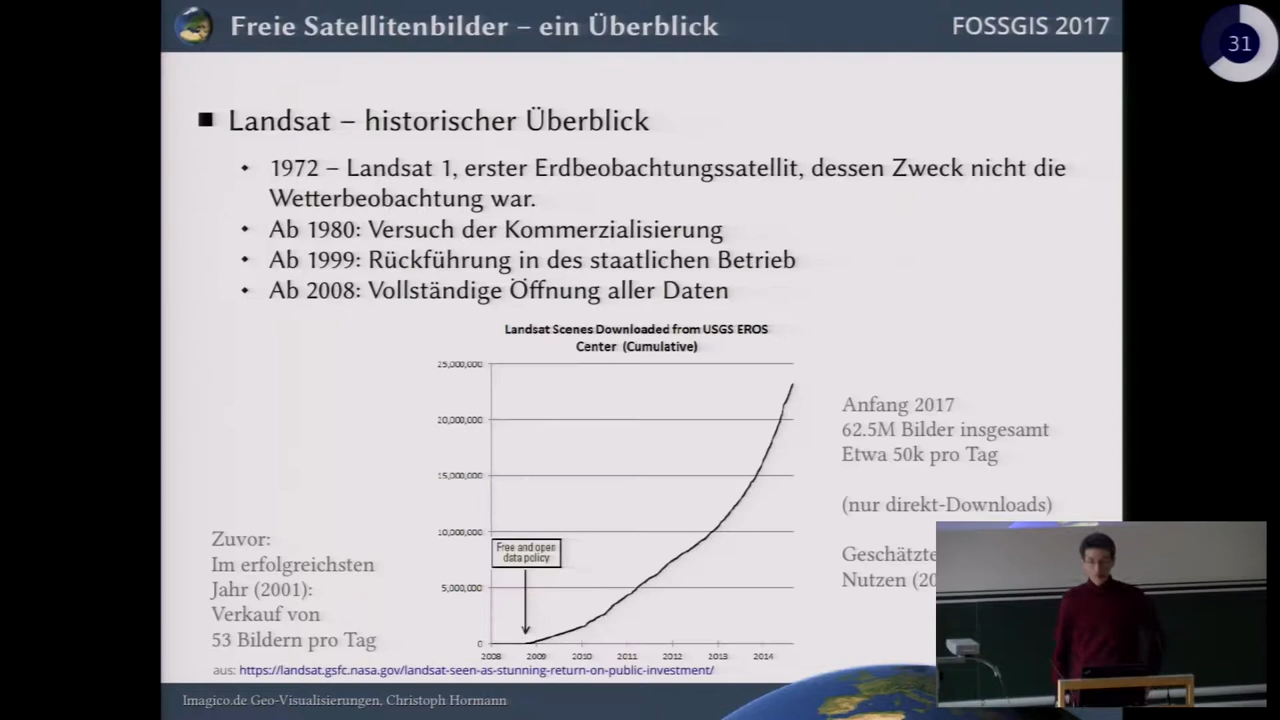 Freie Satellitenbilder – ein Überblick
FOSSGIS 2017
31
Landsat – historischer Überblick
1972 – Landsat 1, erster Erdbeobachtungssatellit, dessen Zweck nicht die
Wetterbeobachtung war.
Ab 1980: Versuch der Kommerzialisierung
Ab 1999: Rückführung in des staatlichen Betrieb
Ab 2008: Vollständige Öffnung aller Daten
Landsat Scenes Downloaded from USGS EROS
Center (Cumulative)
25,000,000
20,000,000
15,000,000
10,000,000
5,000,000
0
Free and open
data policy
2008 2009 2010 2011 2012 2013 2014
Anfang 2017
62.5M Bilder insgesamt
Etwa 50k pro Tag
(nur direkt-Downloads)
Geschätzte
Nutzen (20
Zuvor:
Im erfolgreichsten
Jahr (2001):
Verkauf von
53 Bildern pro Tag
aus: https://landsat.gsfc.nasa.gov/landsat-seen-as-stunning-return-on-public-investment/
Imagico.de Geo-Visualisierungen, Christoph Hormann